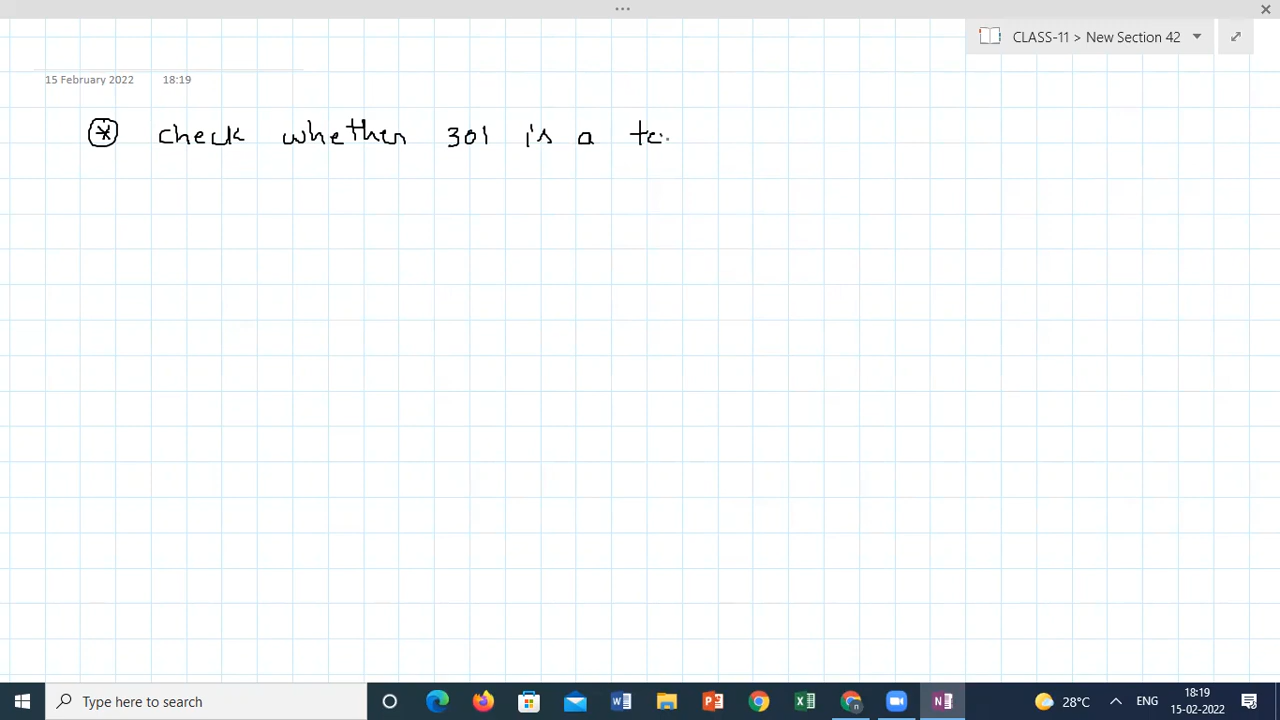 CLASS-11 > New Section 42
15 February 2022 18:19
check whether 301 is a
Type here to search
28°C
ENG
18:19
15-02-2022